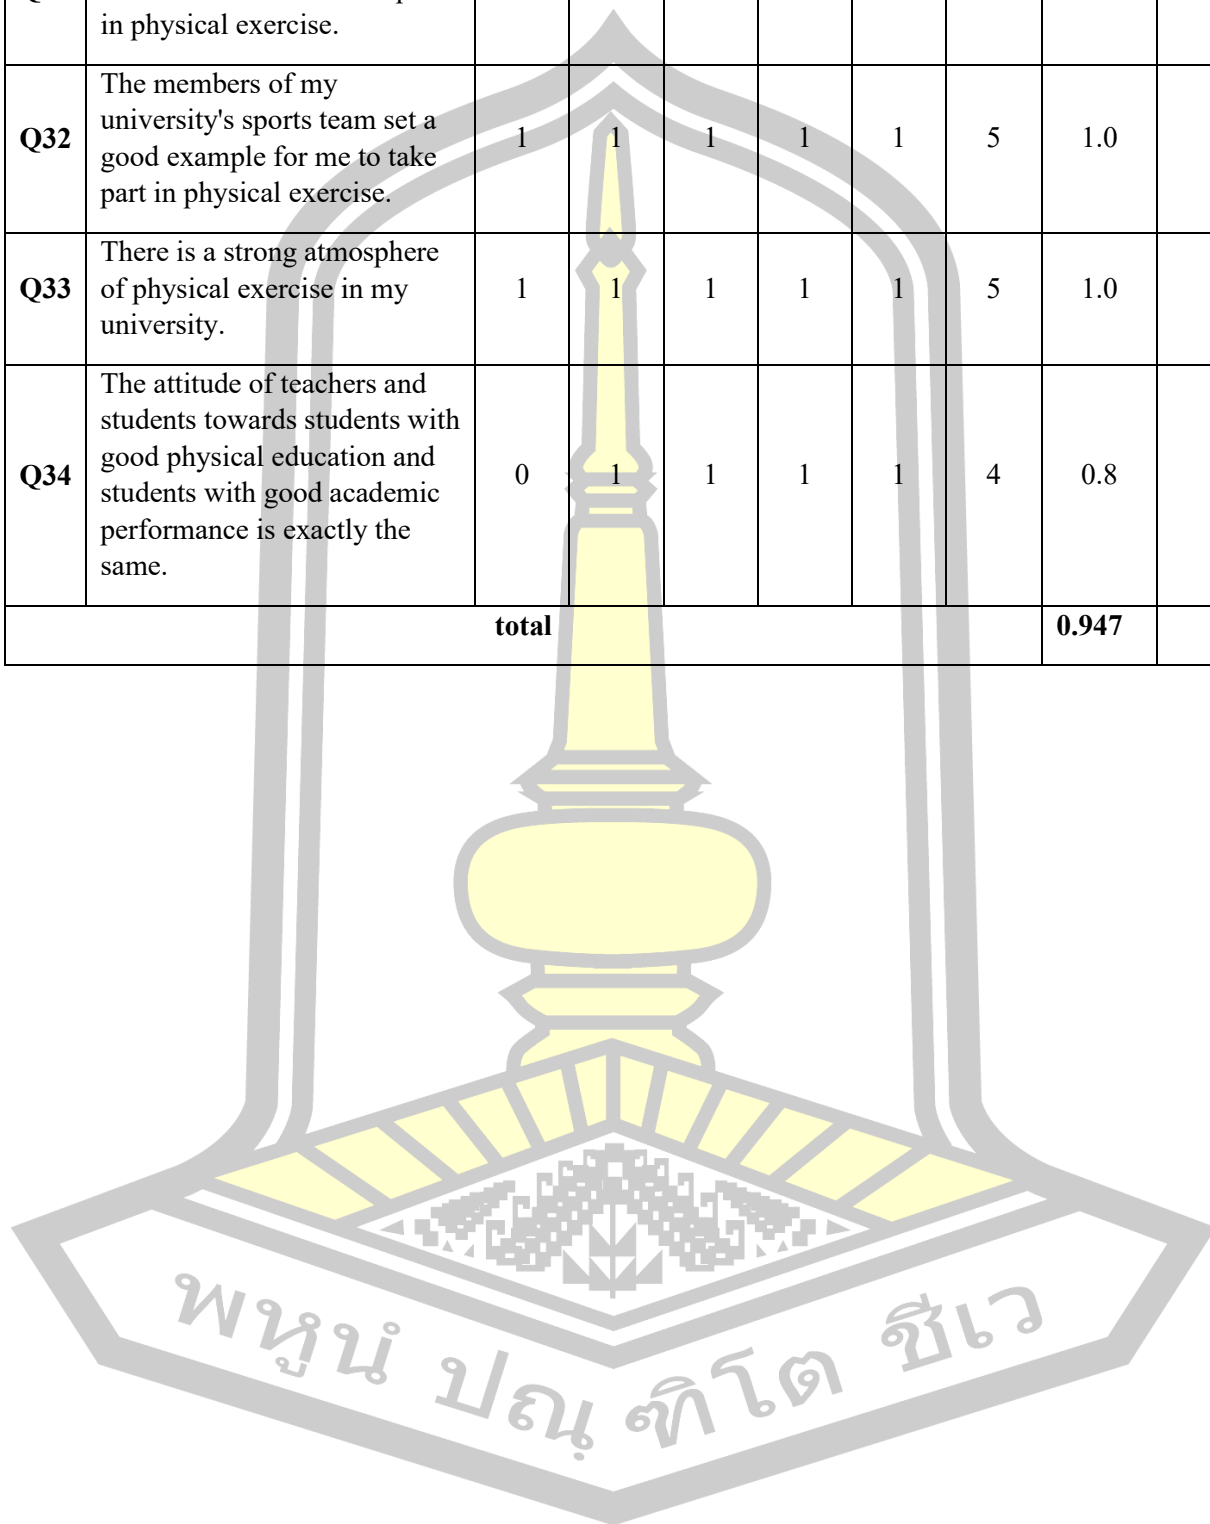 in physical exercise.
The members of my
university's sports team set a
good example for me to take
part in physical exercise.
Q32 1 1 1 1 1 5 1.0
There is a strong atmosphere
of physical exercise in my
university.
Q33 1 1 1 1 1 5 1.0
The attitude of teachers and
students towards students with
good physical education and
students with good academic
performance is exactly the
same.
Q34 0 1 1 1 1 4 0.8
total 0.947
พหูนํ ปณฺฑิโต ชีเว